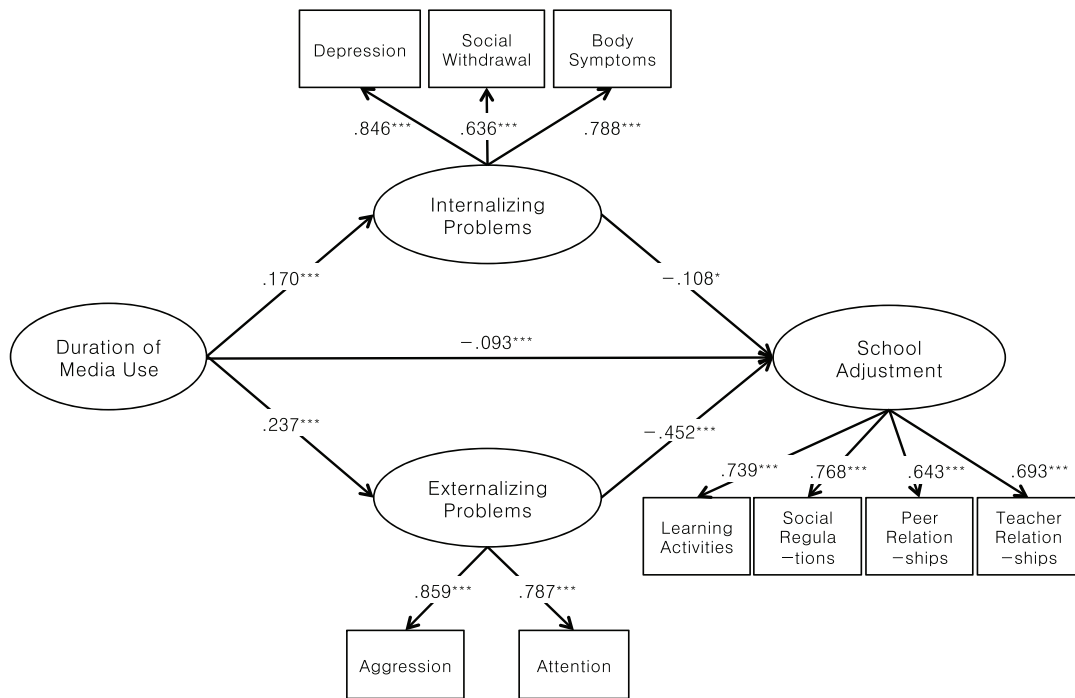 Depression
Social
Withdrawal
Body
Symptoms
.846***
.636***
.788***
Internalizing
Problems
.170***
−.108*
Duration of
Media Use
−.093***
School
Adjustment
.237***
−.452***
Externalizing
Problems
.739***
.768***
.643***
.693***
Learning
Activities
Social
Regula
−tions
Peer
Relation
−ships
Teacher
Relation
−ships
.859***
.787***
Aggression
Attention